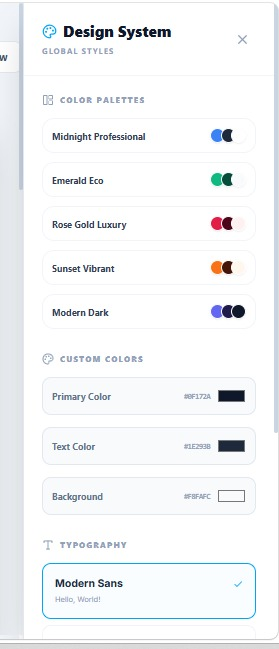 w
Design System
GLOBAL STYLES
COLOR PALETTES
Midnight Professional
Emerald Eco
Rose Gold Luxury
Sunset Vibrant
Modern Dark
CUSTOM COLORS
Primary Color #0F172A
Text Color #1E293B
Background #F8FAFC
TYPOGRAPHY
Modern Sans
Hello, World!